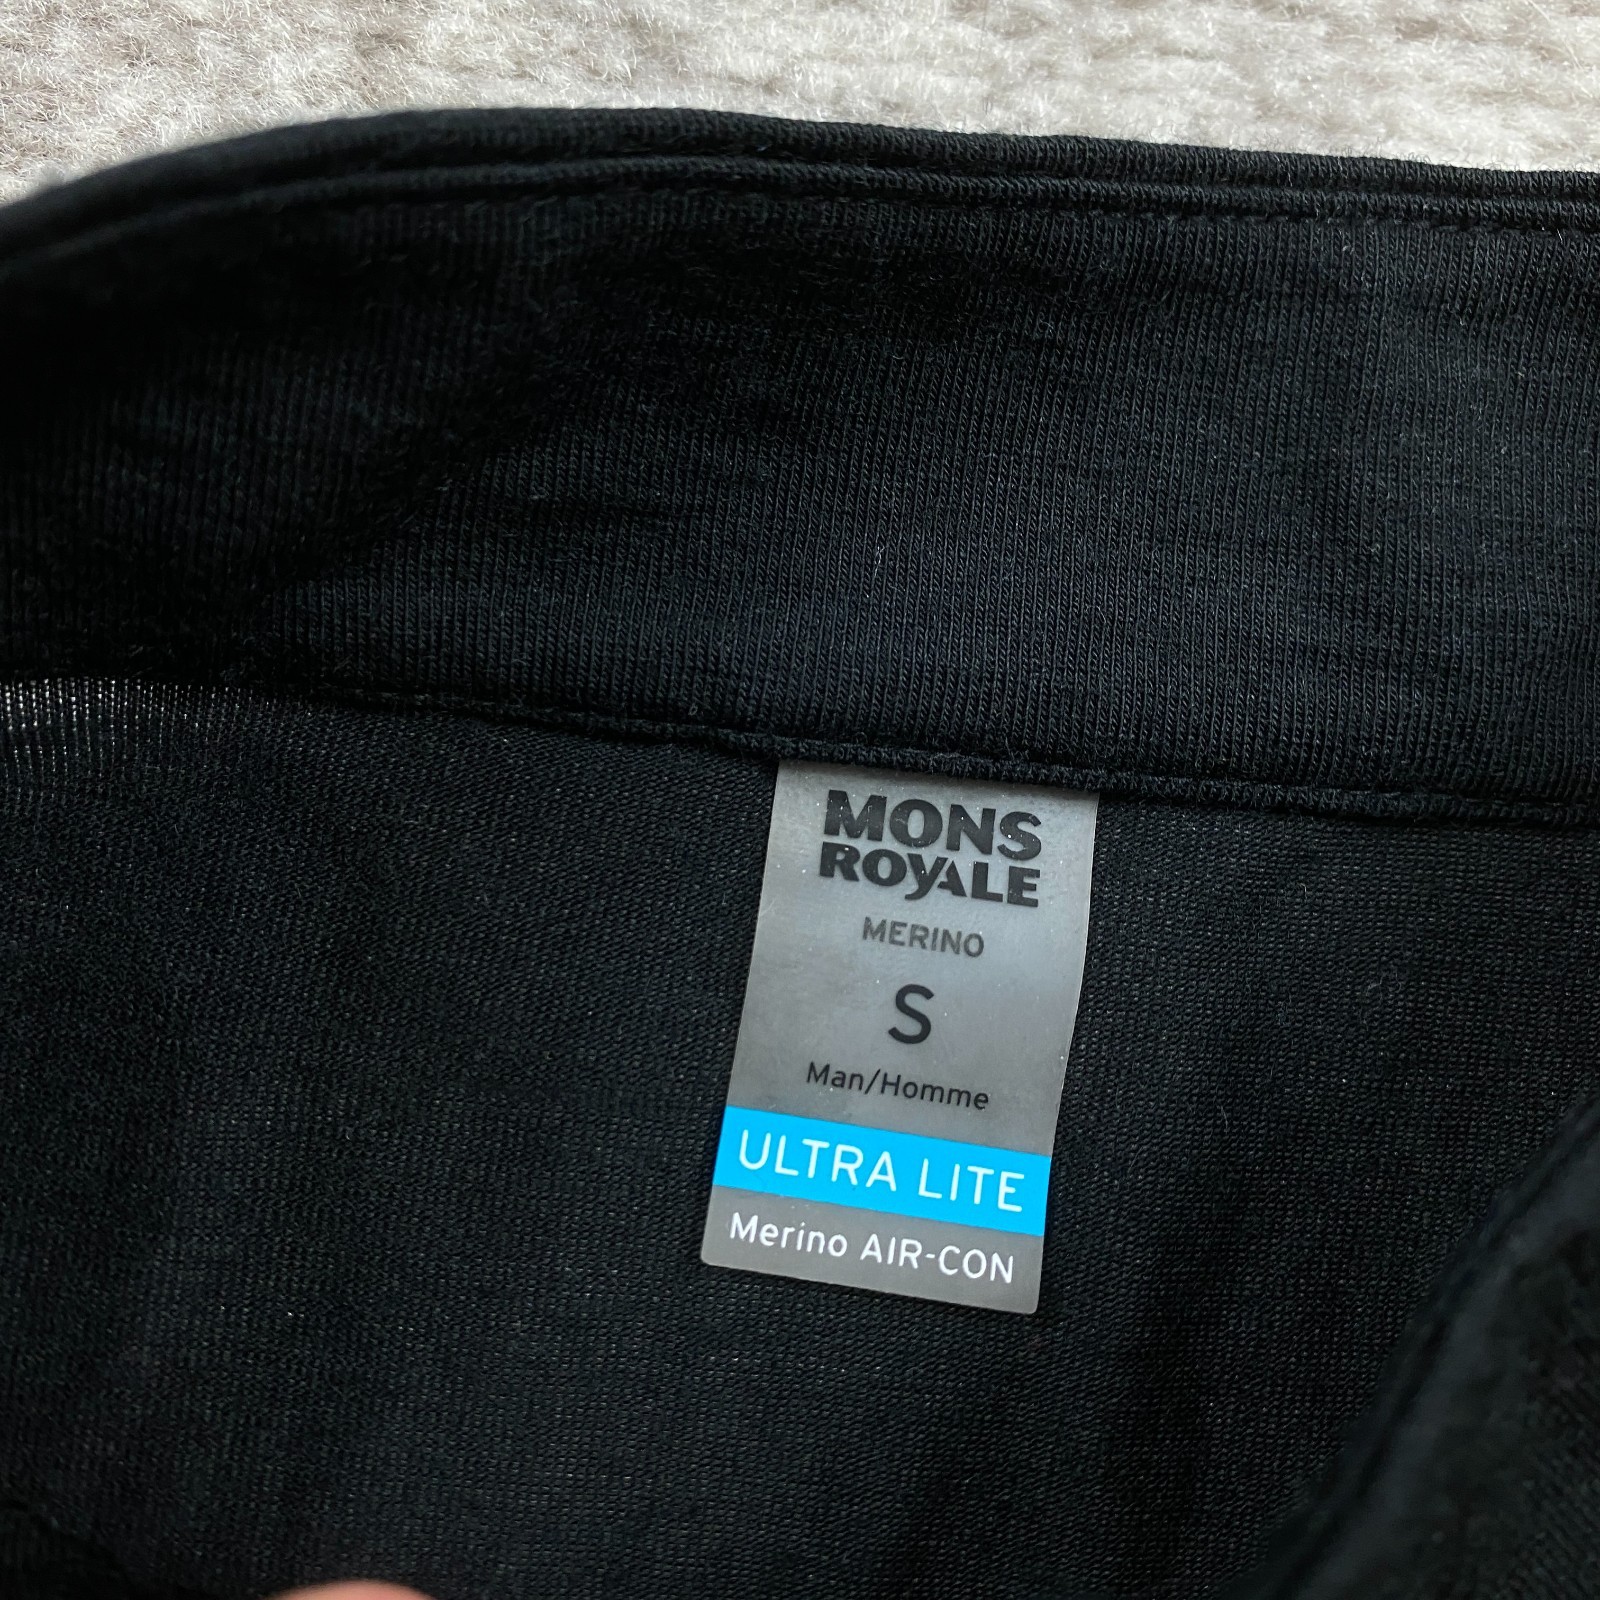 MONS
ROYALE
MERINO
S
Man/Homme
ULTRA LITE
Merino AIR-CON